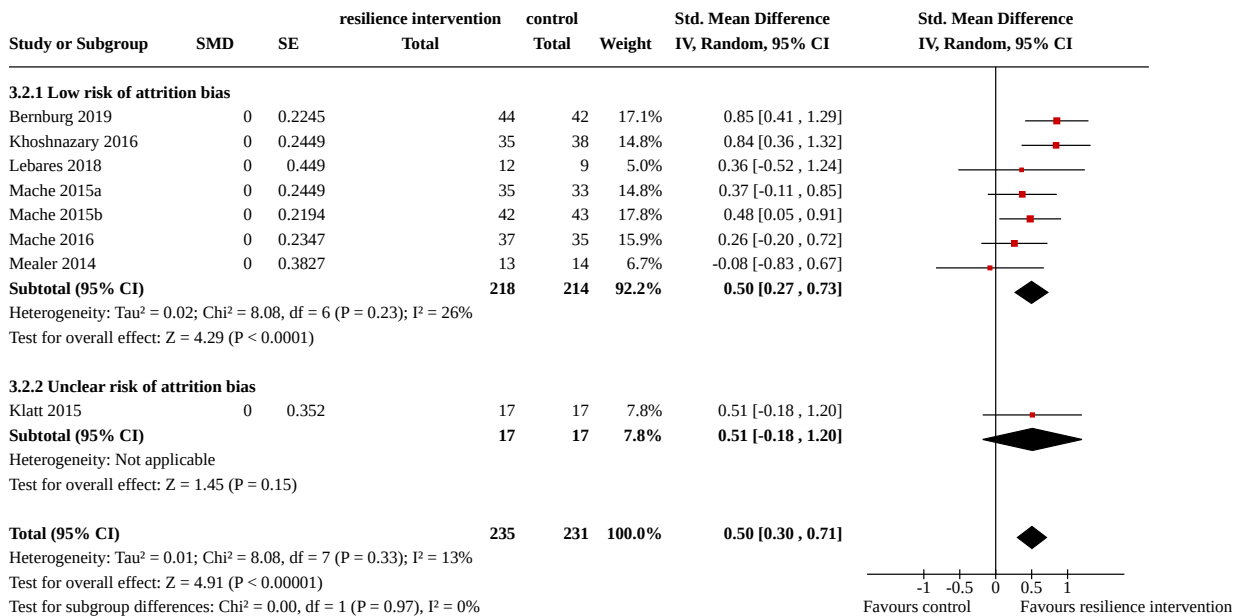 resilience intervention control Std. Mean Difference Std. Mean Difference
Study or Subgroup SMD SE Total Total Weight IV, Random, 95% CI IV, Random, 95% CI
3.2.1 Low risk of attrition bias
Bernburg 2019 0 0.2245 44 42 17.1% 0.85 [0.41 , 1.29]
Khoshnazary 2016 0 0.2449 35 38 14.8% 0.84 [0.36 , 1.32]
Lebares 2018 0 0.449 12 9 5.0% 0.36 [-0.52 , 1.24]
Mache 2015a 0 0.2449 35 33 14.8% 0.37 [-0.11 , 0.85]
Mache 2015b 0 0.2194 42 43 17.8% 0.48 [0.05 , 0.91]
Mache 2016 0 0.2347 37 35 15.9% 0.26 [-0.20 , 0.72]
Mealer 2014 0 0.3827 13 14 6.7% -0.08 [-0.83 , 0.67]
Subtotal (95% CI) 218 214 92.2% 0.50 [0.27 , 0.73]
Heterogeneity: Tau² = 0.02; Chi² = 8.08, df = 6 (P = 0.23); I² = 26%
Test for overall effect: Z = 4.29 (P < 0.0001)
3.2.2 Unclear risk of attrition bias
Klatt 2015 0 0.352 17 17 7.8% 0.51 [-0.18 , 1.20]
Subtotal (95% CI) 17 17 7.8% 0.51 [-0.18 , 1.20]
Heterogeneity: Not applicable
Test for overall effect: Z = 1.45 (P = 0.15)
Total (95% CI) 235 231 100.0% 0.50 [0.30 , 0.71]
Heterogeneity: Tau² = 0.01; Chi² = 8.08, df = 7 (P = 0.33); I² = 13%
Test for overall effect: Z = 4.91 (P < 0.00001)
-1 -0.5 0 0.5 1
Test for subgroup differences: Chi² = 0.00, df = 1 (P = 0.97), I² = 0% Favours control Favours resilience intervention